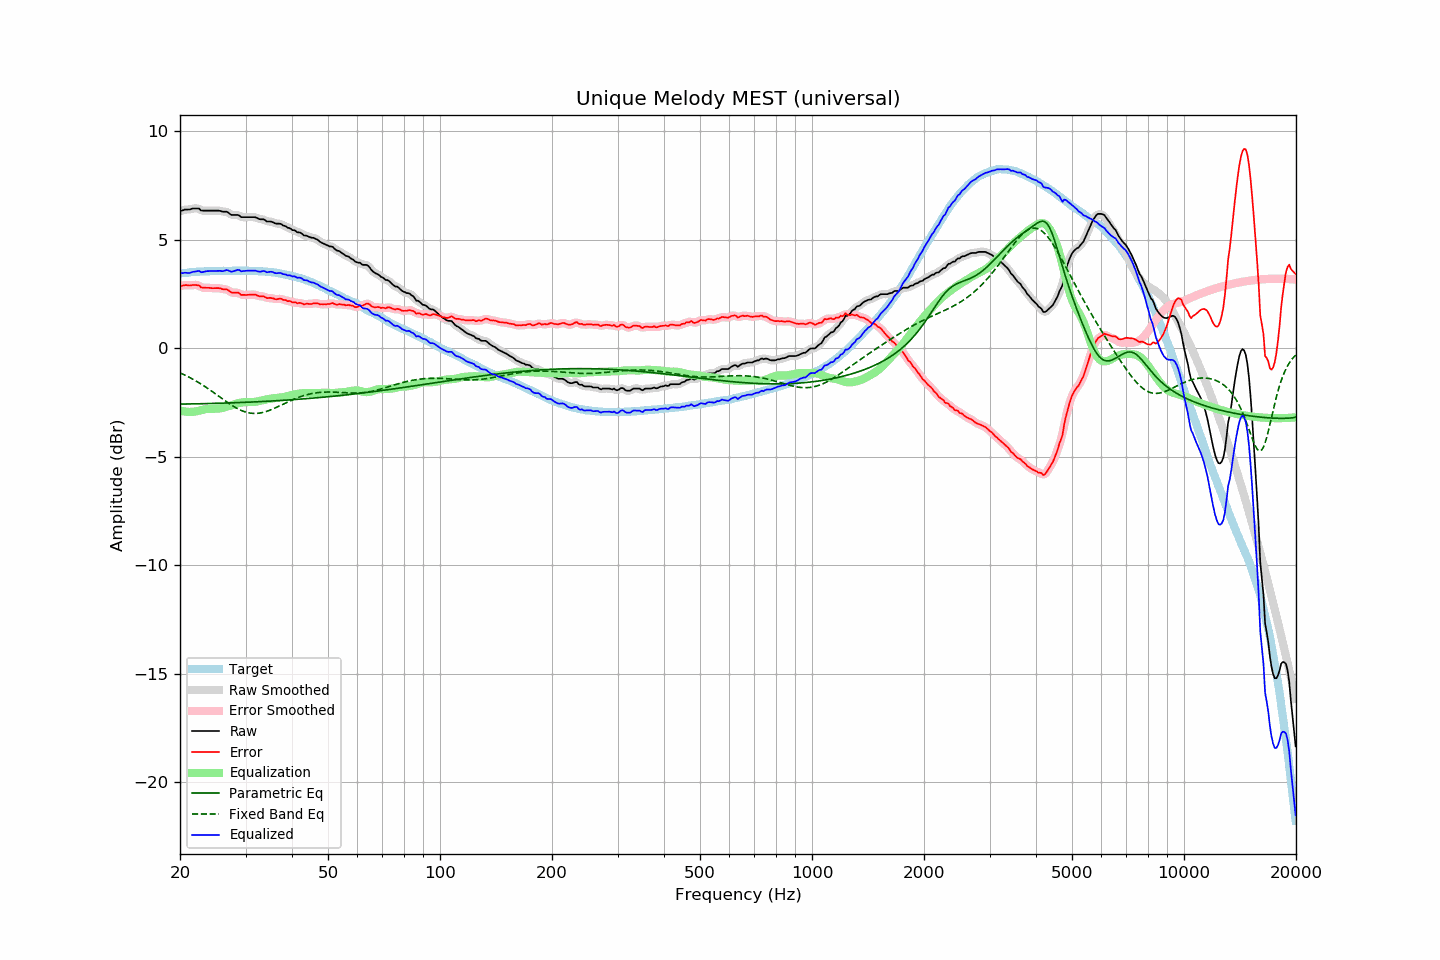 Unique Melody MEST (universal)
10
5
0
−5
−10
−15
−20
Amplitude (dBr)
Target
Raw Smoothed
Error Smoothed
Raw
Error
Equalization
Parametric Eq
Fixed Band Eq
Equalized
20 50 100 200 500 1000 2000 5000 10000 20000
Frequency (Hz)